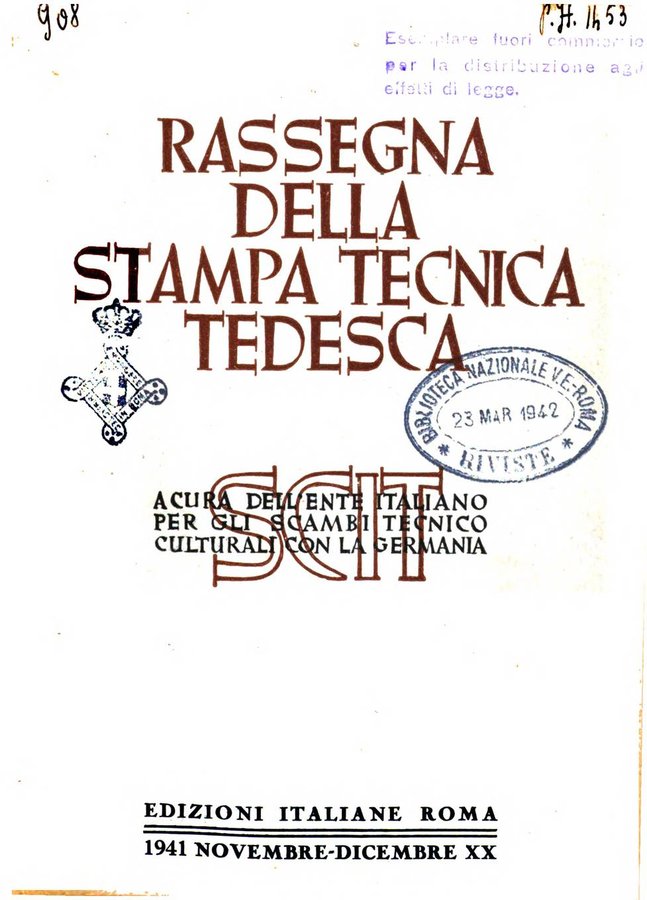 908
P.H. 1453
Esemplare fuori commercio
per la distribuzione agli
effetti di legge.
RASSEGNA
DELLA
STAMPA TECNICA
TEDESCA
BIBLIOTECA NAZIONALE V.E-ROMA
23 MAR 1942
* RIVISTE *
SCIT
A CURA DELL'ENTE ITALIANO
PER GLI SCAMBI TECNICO
CULTURALI CON LA GERMANIA
EDIZIONI ITALIANE ROMA
1941 NOVEMBRE-DICEMBRE XX